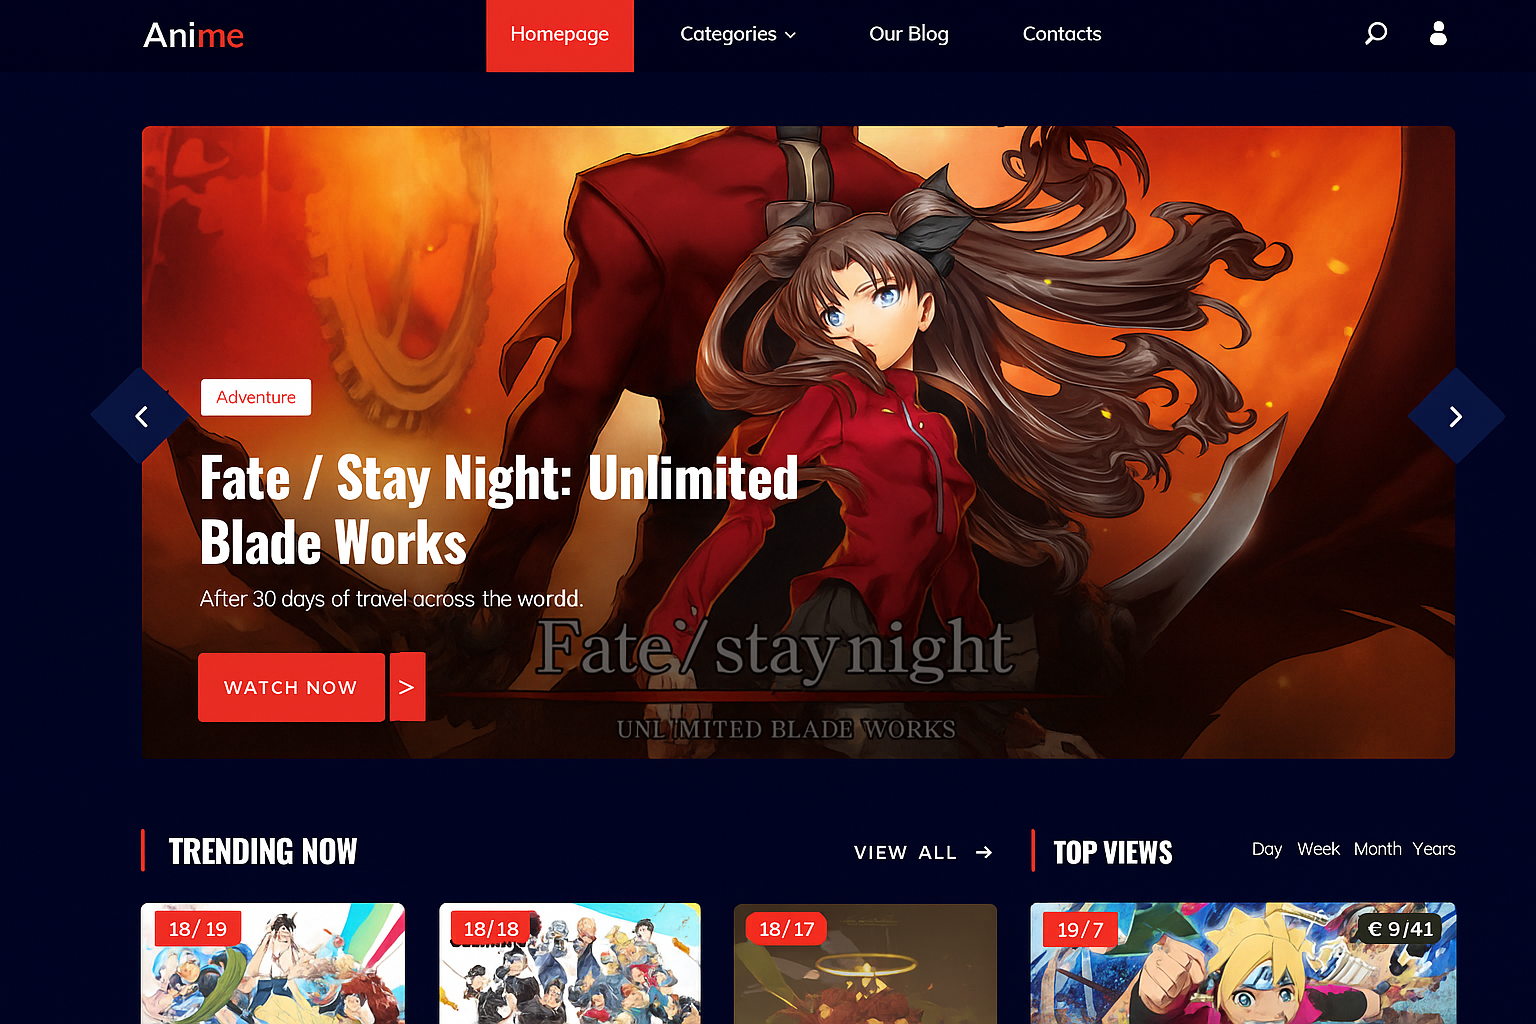 Anime
Homepage
Categories
Our Blog
Contacts
Adventure
Fate / Stay Night: Unlimited
Blade Works
After 30 days of travel across the wordd.
Fate/stay night
UNLIMITED BLADE WORKS
WATCH NOW >
TRENDING NOW
VIEW ALL →
TOP VIEWS
Day Week Month Years
18/19
18/18
18/17
19/7
€ 9/41